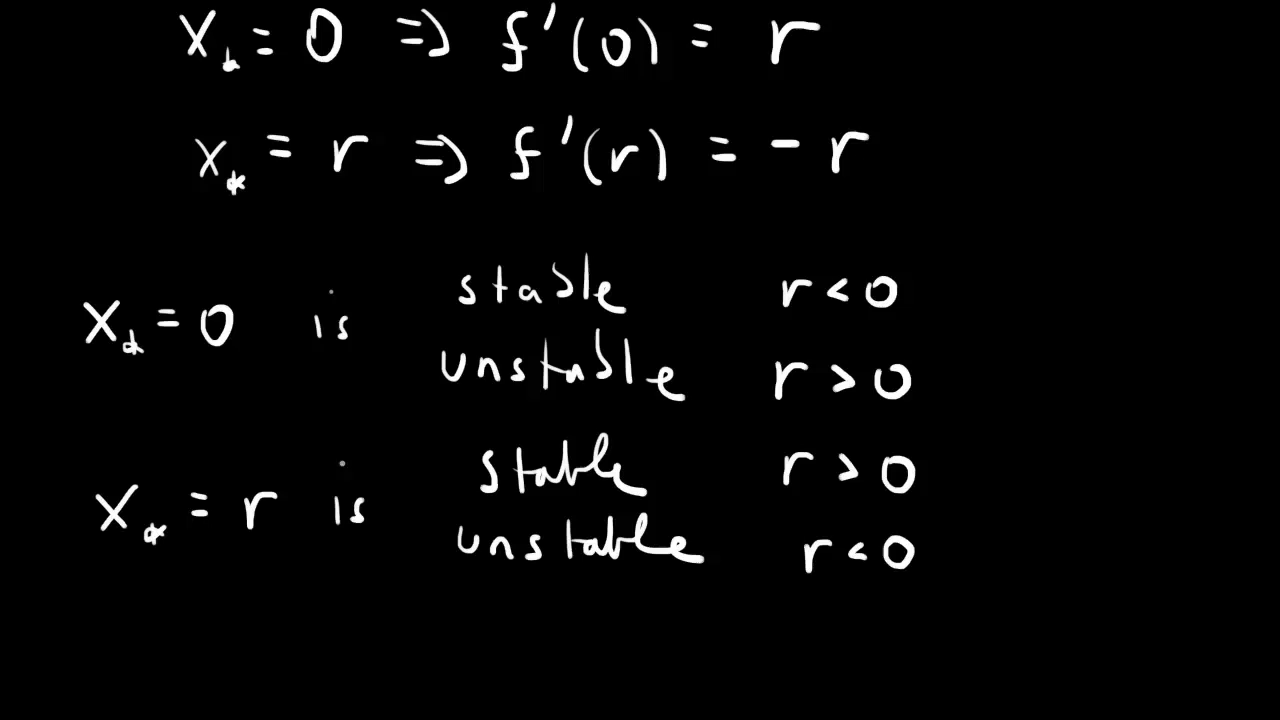 x* = 0 ⇒ f'(0) = r
x* = r ⇒ f'(r) = - r
x* = 0 is stable r < 0
unstable r > 0
x* = r is stable r > 0
unstable r < 0